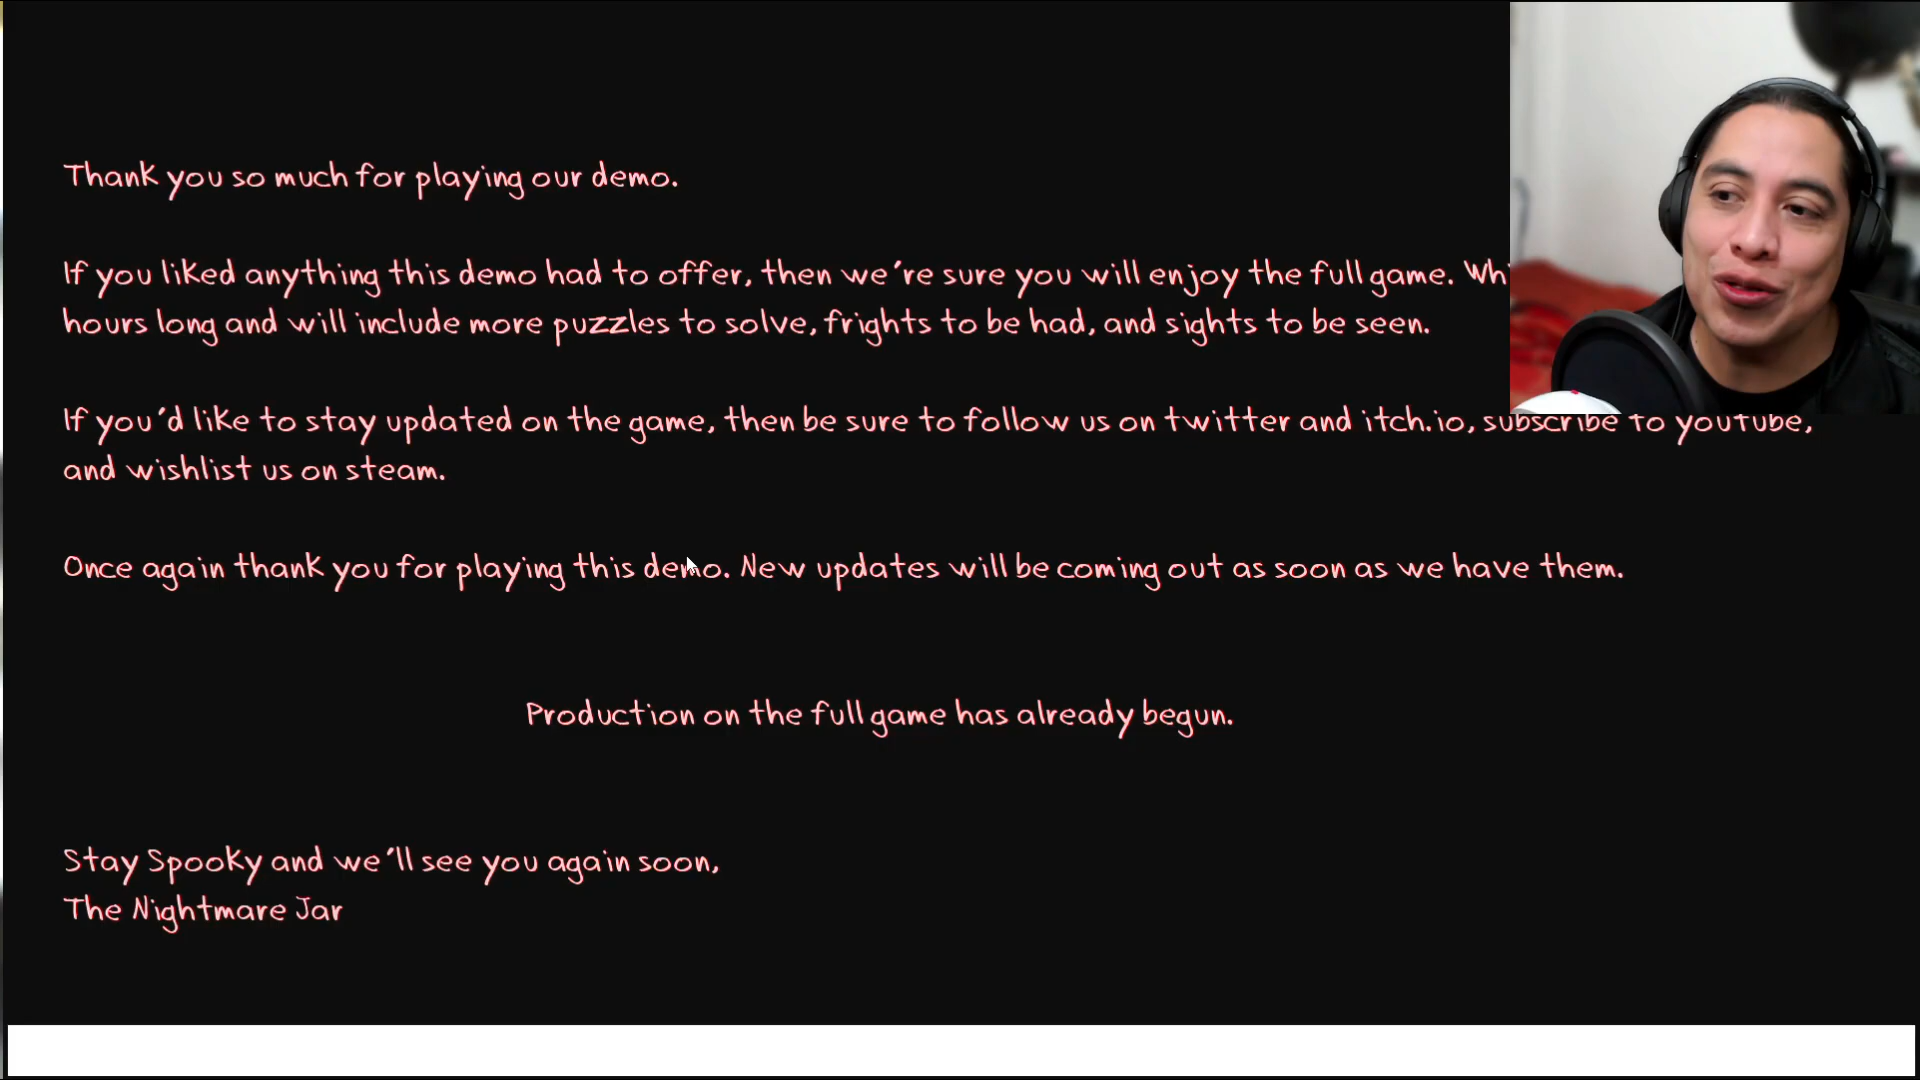 Thank you so much for playing our demo.
If you liked anything this demo had to offer, then we're sure you will enjoy the full game.
hours long and will include more puzzles to solve, frights to be had, and sights to be seen.
If you'd like to stay updated on the game, then be sure to follow us on twitter and itch.io, subscribe to youtube,
and wishlist us on steam.
Once again thank you for playing this demo. New updates will be coming out as soon as we have them.
Production on the full game has already begun.
Stay Spooky and we'll see you again soon,
The Nightmare Jar